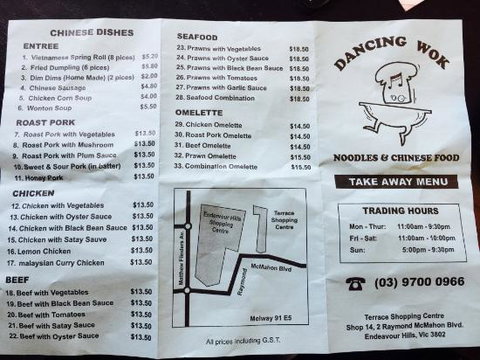 CHINESE DISHES
ENTREE
1. Vietnamese Spring Roll (8 pices) $5.20
2. Fried Dumpling (6 pices) $5.80
3. Dim Dims (Home Made) (2 pices) $2.00
4. Chinese Sausage $4.80
5. Chicken Corn Soup $4.00
6. Wonton Soup $5.50
ROAST PORK
7. Roast Pork with Vegetables $13.50
8. Roast Pork with Mushroom $13.50
9. Roast Pork with Plum Sauce $13.50
10. Sweet & Sour Pork (in batter) $13.50
11. Honey Pork $13.50
CHICKEN
12. Chicken with Vegetables $13.50
13. Chicken with Oyster Sauce $13.50
14. Chicken with Black Bean Sauce $13.50
15. Chicken with Satay Sauve $13.50
16. Lemon Chicken $13.50
17. malaysian Curry Chicken $13.50
BEEF
18. Beef with Vegetables $13.50
19. Beef with Black Bean Sauce $13.50
20. Beef with Tomatoes $13.50
21. Beef with Satay Sauce $13.50
22. Beef with Oyster Sauce $13.50
SEAFOOD
23. Prawns with Vegetables $18.50
24. Prawns with Oyster Sauce $18.50
25. Prawns with Black Bean Sauce $18.50
26. Prawns with Tomatoes $18.50
27. Prawns with Garlic Sauce $18.50
28. Seafood Combination $18.50
OMELETTE
29. Chicken Omelette $14.50
30. Roast Pork Omelette $14.50
31. Beef Omelette $14.50
32. Prawn Omelette $15.50
33. Combination Omelette $15.50
Endeavour Hills
Shopping
Centre
Terrace
Shopping
Centre
Matthew Flinders Av
Raymond
McMahon Blvd
Melway 91 E5
All prices including G.S.T.
DANCING WOK
NOODLES & CHINESE FOOD
TAKE AWAY MENU
TRADING HOURS
Mon - Thur: 11:00am - 9:30pm
Fri - Sat: 11:00am - 10:00pm
Sun: 5:00pm - 9:30pm
(03) 9700 0966
Terrace Shopping Centre
Shop 14, 2 Raymond McMahon Blvd.
Endeavour Hills, Vic 3802